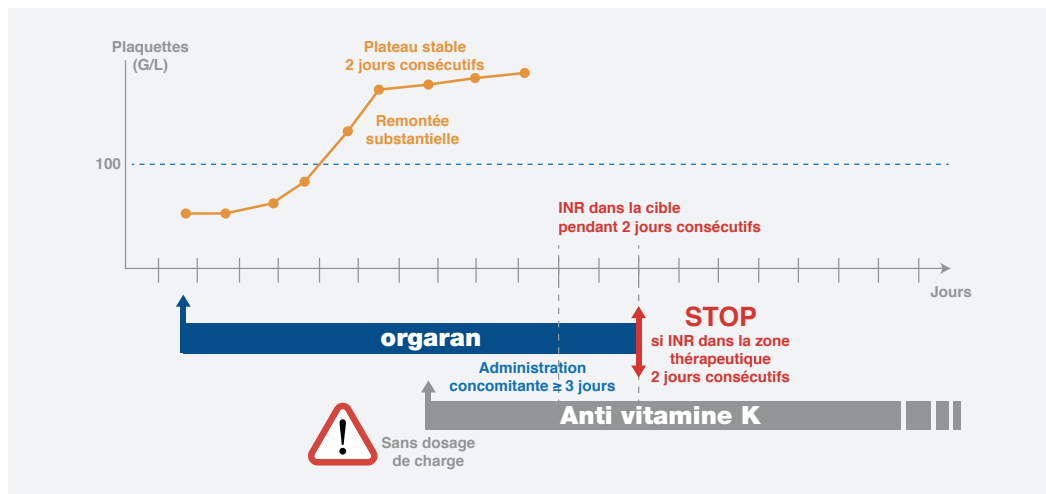 Plaquettes
(G/L)
Plateau stable
2 jours consécutifs
Remontée
substantielle
100
INR dans la cible
pendant 2 jours consécutifs
Jours
orgaran
STOP
si INR dans la zone
thérapeutique
2 jours consécutifs
Administration
concomitante ≥ 3 jours
!
Sans dosage
de charge
Anti vitamine K